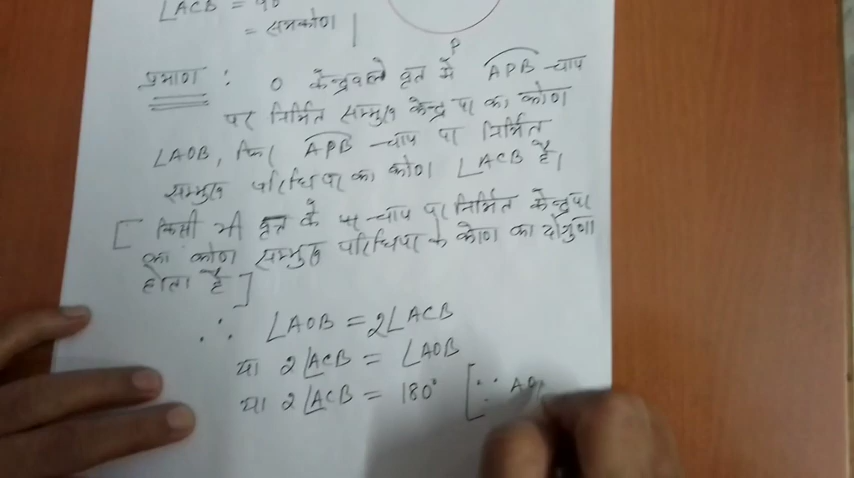 ∠ACB = 90
= समकोण |
P
प्रमाण : O केन्द्रवाले वृत्त में APB -चाप
पर निर्मित सम्मुख केन्द्र पर का कोण
∠AOB, फिर APB -चाप पर निर्मित
सम्मुख परिधि पर का कोण ∠ACB है।
[ किसी भी वृत्त के चाप पर निर्मित केन्द्र पर
का कोण सम्मुख परिधि पर के कोण का दोगुणा
होता है ]
∴ ∠AOB = 2∠ACB
या 2∠ACB = ∠AOB
या 2∠ACB = 180° [ ∵ AO